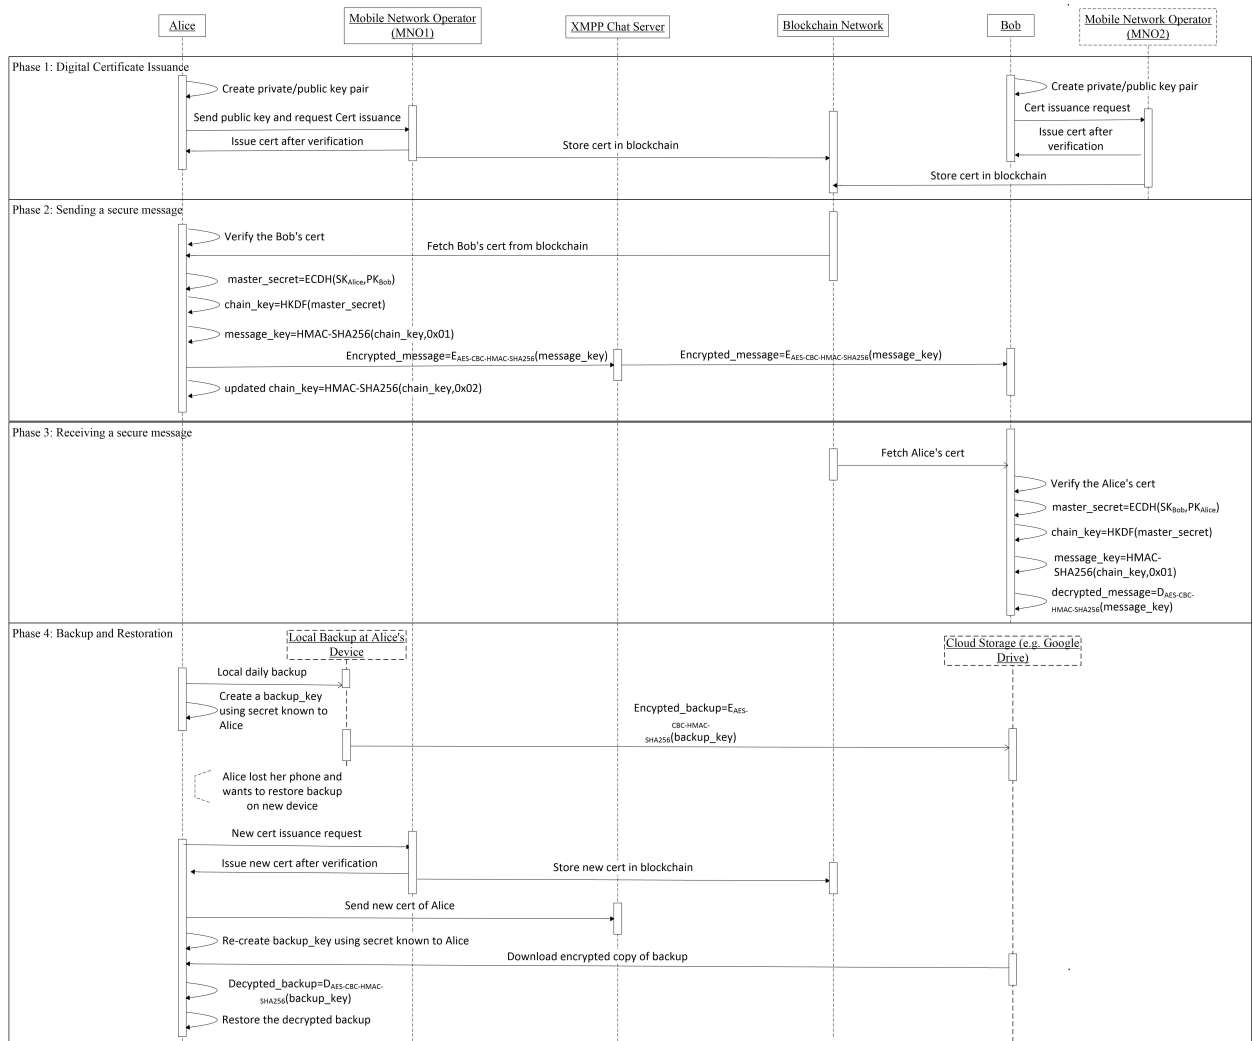 Alice
Mobile Network Operator
(MNO1)
XMPP Chat Server
Blockchain Network
Bob
Mobile Network Operator
(MNO2)
Phase 1: Digital Certificate Issuance
Create private/public key pair
Create private/public key pair
Send public key and request Cert issuance
Cert issuance request
Issue cert after verification
Store cert in blockchain
Issue cert after
verification
Store cert in blockchain
Phase 2: Sending a secure message
Verify the Bob's cert
Fetch Bob's cert from blockchain
master_secret=ECDH(SKAlice,PKBob)
chain_key=HKDF(master_secret)
message_key=HMAC-SHA256(chain_key,0x01)
Encrypted_message=EAES-CBC-HMAC-SHA256(message_key)
Encrypted_message=EAES-CBC-HMAC-SHA256(message_key)
updated chain_key=HMAC-SHA256(chain_key,0x02)
Phase 3: Receiving a secure message
Fetch Alice's cert
Verify the Alice's cert
master_secret=ECDH(SKBob,PKAlice)
chain_key=HKDF(master_secret)
message_key=HMAC-
SHA256(chain_key,0x01)
decrypted_message=DAES-CBC-
HMAC-SHA256(message_key)
Phase 4: Backup and Restoration
Local Backup at Alice's
Device
Cloud Storage (e.g. Google
Drive)
Local daily backup
Create a backup_key
using secret known to
Alice
Encypted_backup=EAES-
CBC-HMAC-
SHA256(backup_key)
Alice lost her phone and
wants to restore backup
on new device
New cert issuance request
Issue new cert after verification
Store new cert in blockchain
Send new cert of Alice
Re-create backup_key using secret known to Alice
Download encrypted copy of backup
Decypted_backup=DAES-CBC-HMAC-
SHA256(backup_key)
Restore the decrypted backup